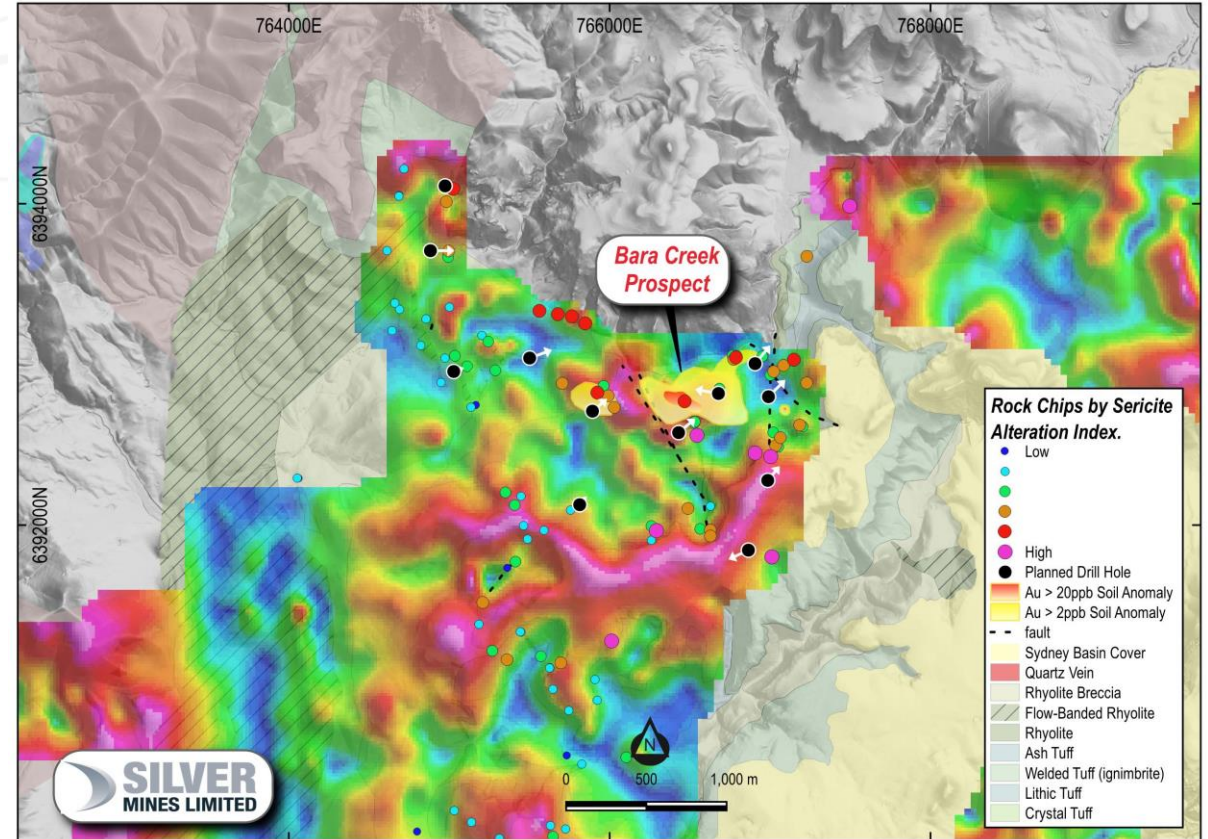 764000E
766000E
768000E
6394000N
6392000N
Bara Creek
Prospect
Rock Chips by Sericite
Alteration Index.
Low
High
Planned Drill Hole
Au > 20ppb Soil Anomaly
Au > 2ppb Soil Anomaly
fault
Sydney Basin Cover
Quartz Vein
Rhyolite Breccia
Flow-Banded Rhyolite
Rhyolite
Ash Tuff
Welded Tuff (ignimbrite)
Lithic Tuff
Crystal Tuff
N
0 500 1,000 m
SILVER
MINES LIMITED